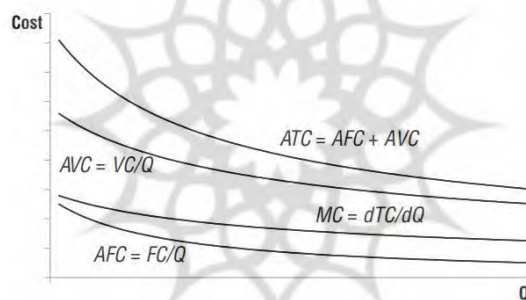 Cost
ATC = AFC + AVC
AVC = VC/Q
MC = dTC/dQ
AFC = FC/Q